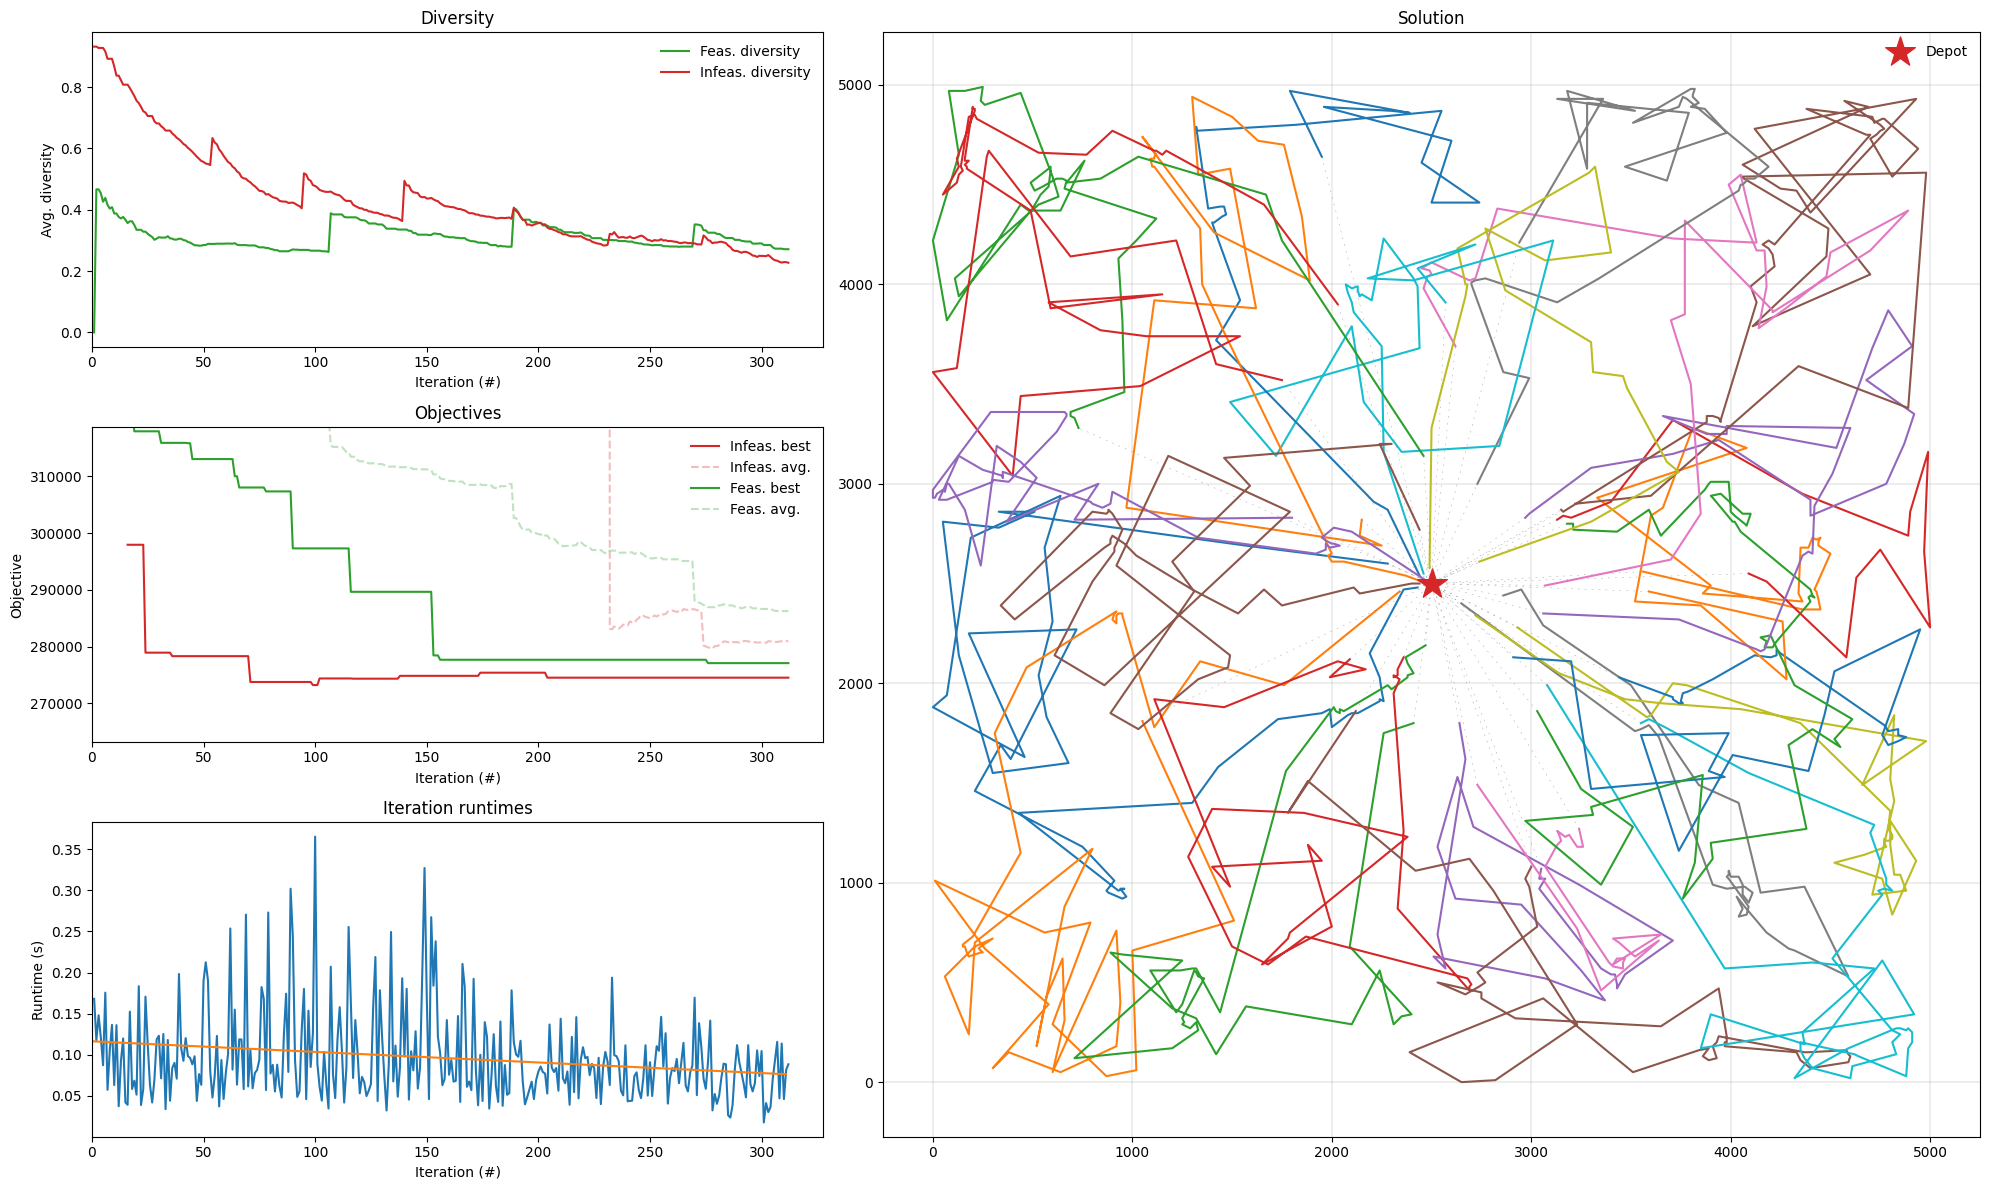 Diversity
Feas. diversity
Infeas. diversity
Avg. diversity
0.8
0.6
0.4
0.2
0.0
0 50 100 150 200 250 300
Iteration (#)
Objectives
Infeas. best
Infeas. avg.
Feas. best
Feas. avg.
Objective
310000
300000
290000
280000
270000
0 50 100 150 200 250 300
Iteration (#)
Iteration runtimes
Runtime (s)
0.35
0.30
0.25
0.20
0.15
0.10
0.05
0 50 100 150 200 250 300
Iteration (#)
Solution
Depot
5000
4000
3000
2000
1000
0
0 1000 2000 3000 4000 5000